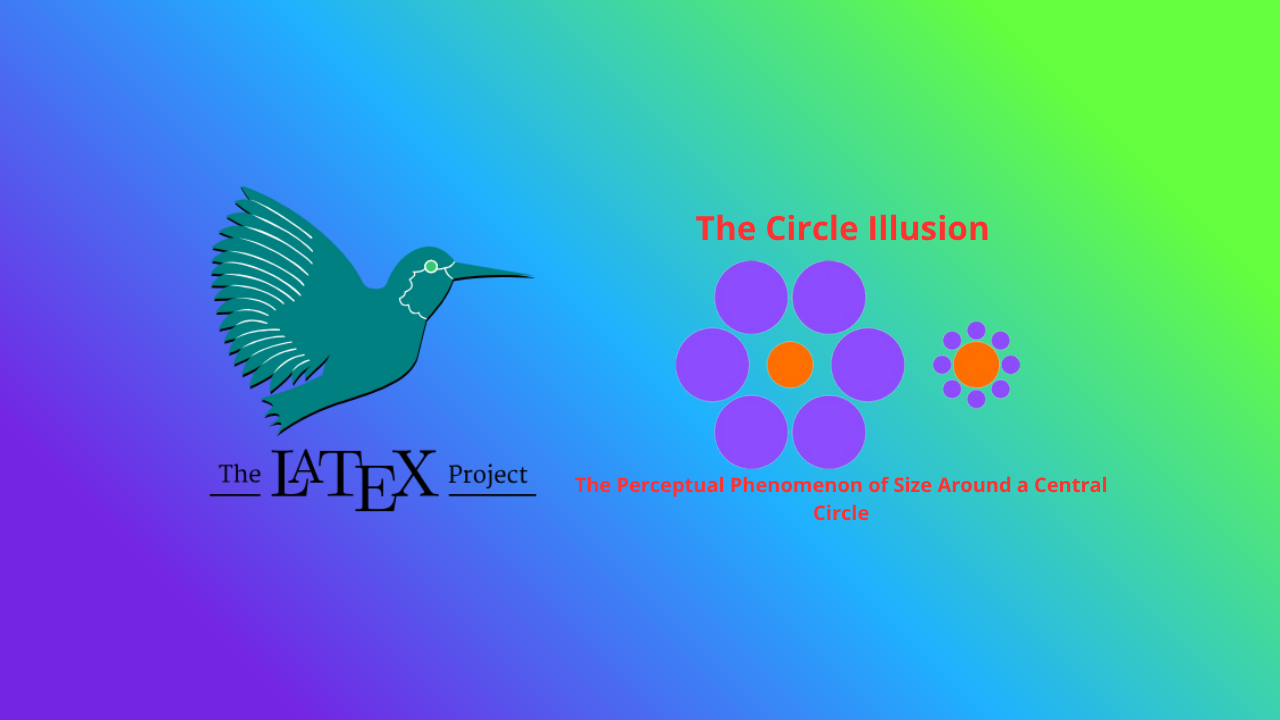 The LATEX Project
The Circle Illusion
The Perceptual Phenomenon of Size Around a Central
Circle